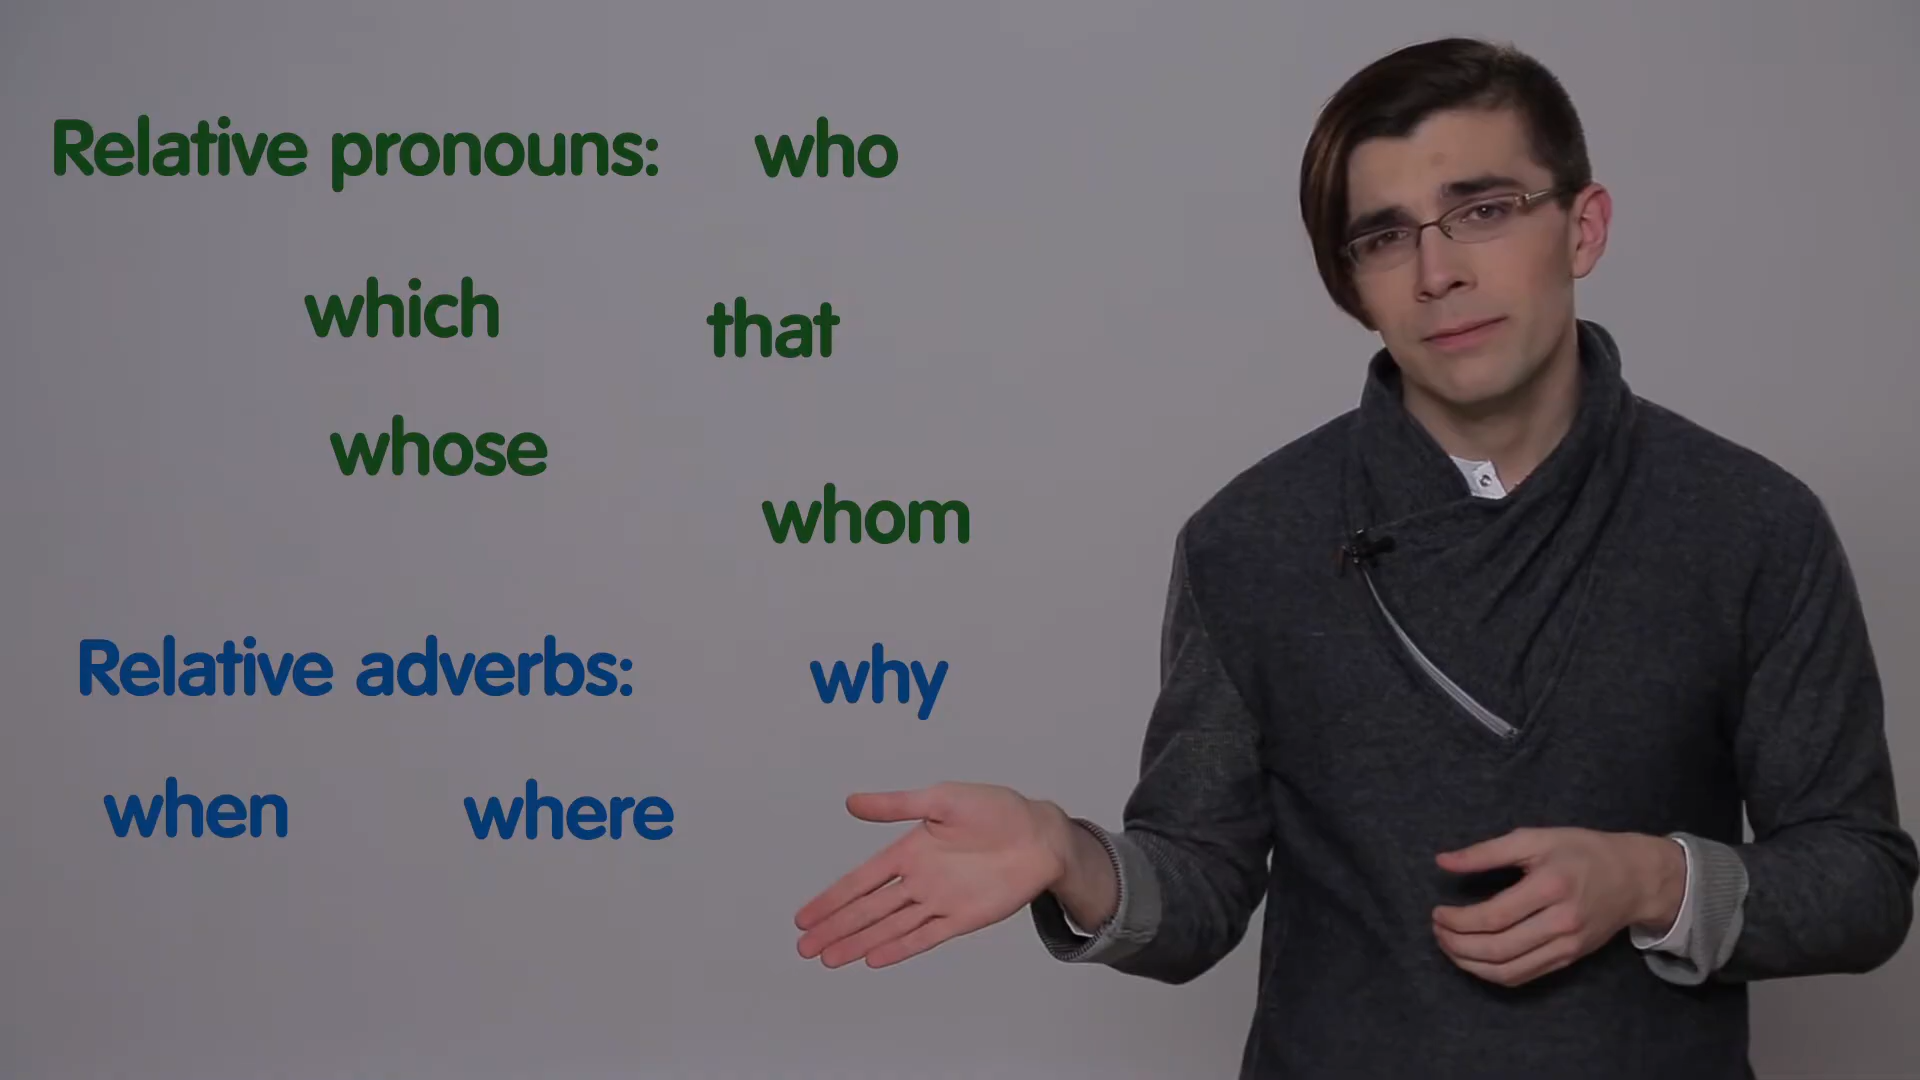 Relative pronouns: who
which that
whose
whom
Relative adverbs: why
when where